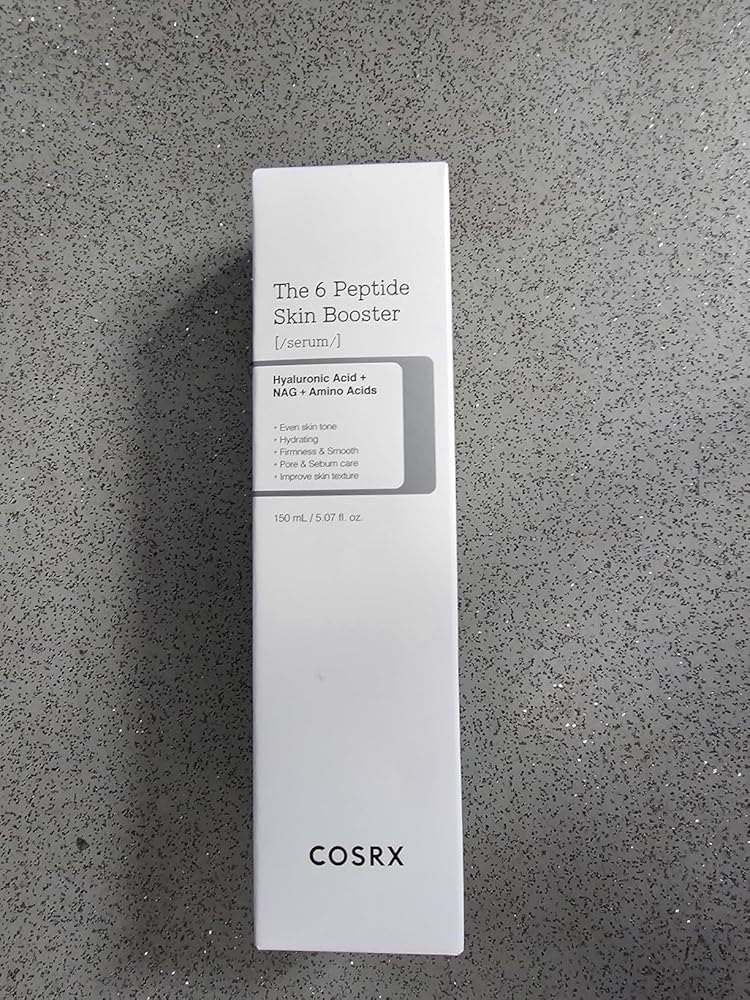 The 6 Peptide
Skin Booster
[/serum/]
Hyaluronic Acid +
NAG + Amino Acids
+ Even skin tone
+ Hydrating
+ Firmness & Smooth
+ Pore & Sebum care
+ Improve skin texture
150 mL / 5.07 fl. oz.
COSRX